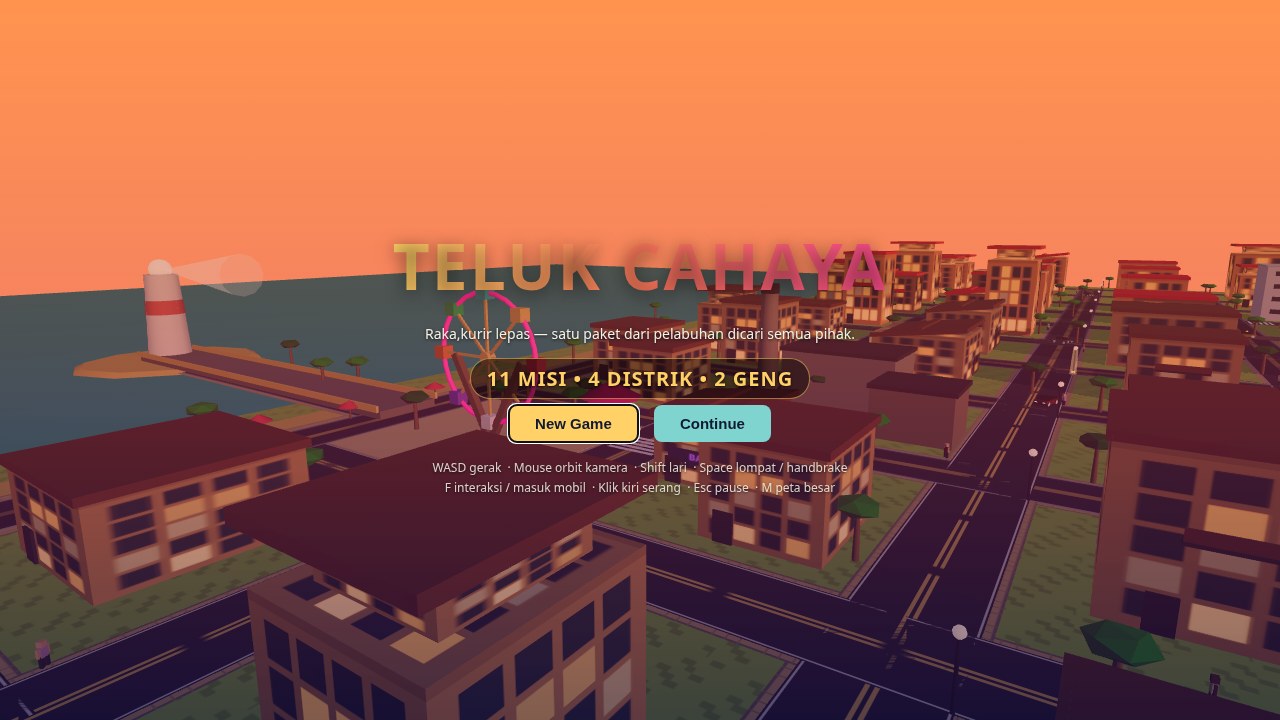 TELUK CAHAYA
Raka,kurir lepas — satu paket dari pelabuhan dicari semua pihak.
11 MISI • 4 DISTRIK • 2 GENG
New Game
Continue
WASD gerak · Mouse orbit kamera · Shift lari · Space lompat / handbrake
F interaksi / masuk mobil · Klik kiri serang · Esc pause · M peta besar